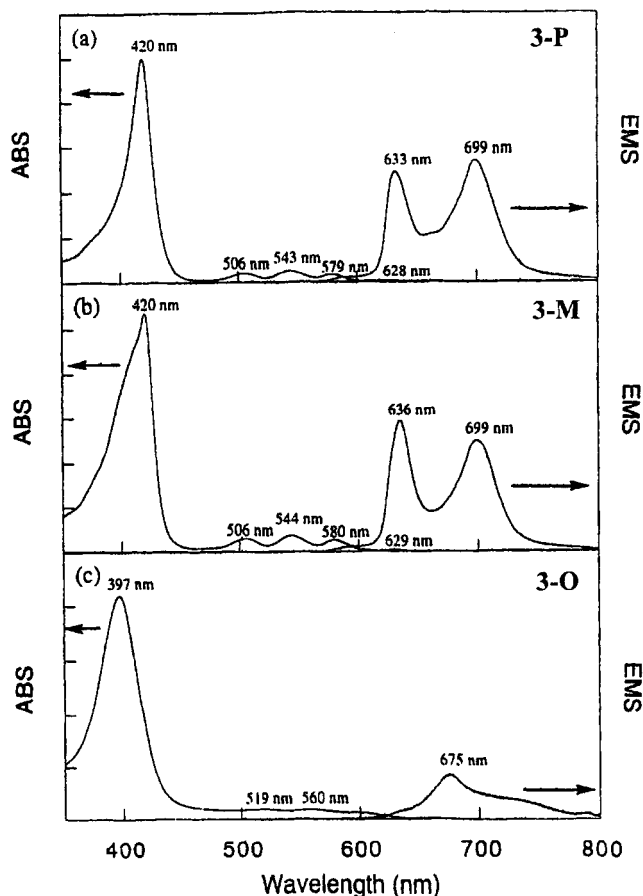 (a) 3-P
420 nm
633 nm
699 nm
506 nm
543 nm
579 nm
628 nm
ABS
EMS
(b) 3-M
420 nm
636 nm
699 nm
506 nm
544 nm
580 nm
629 nm
ABS
EMS
(c) 3-O
397 nm
675 nm
519 nm
560 nm
ABS
EMS
400 500 600 700 800
Wavelength (nm)